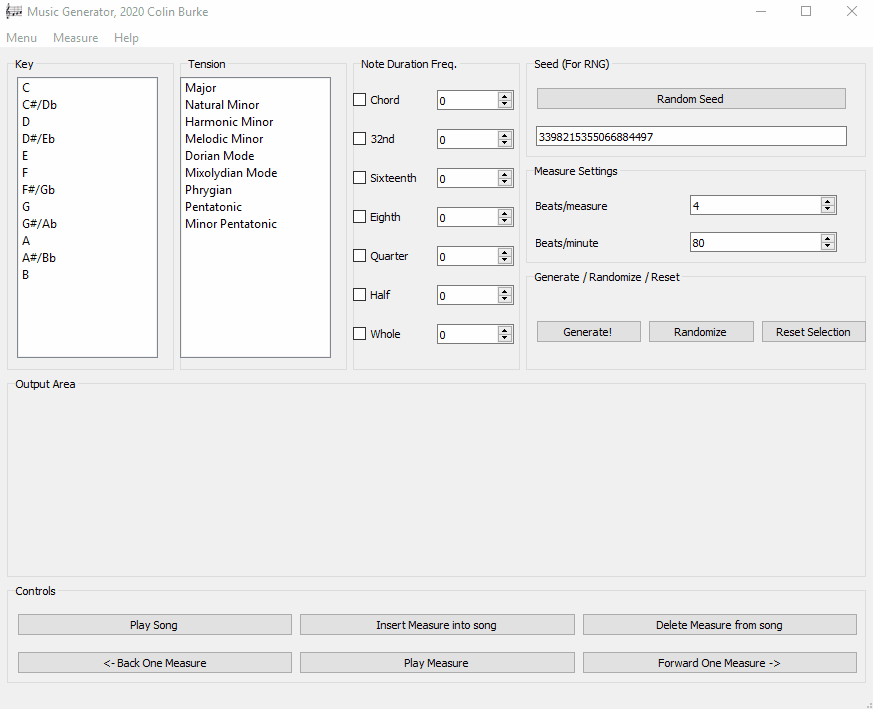 Music Generator, 2020 Colin Burke
Menu Measure Help
Key
C
C#/Db
D
D#/Eb
E
F
F#/Gb
G
G#/Ab
A
A#/Bb
B
Tension
Major
Natural Minor
Harmonic Minor
Melodic Minor
Dorian Mode
Mixolydian Mode
Phrygian
Pentatonic
Minor Pentatonic
Note Duration Freq.
Chord 0
32nd 0
Sixteenth 0
Eighth 0
Quarter 0
Half 0
Whole 0
Seed (For RNG)
Random Seed
3398215355066884497
Measure Settings
Beats/measure 4
Beats/minute 80
Generate / Randomize / Reset
Generate! Randomize Reset Selection
Output Area
Controls
Play Song Insert Measure into song Delete Measure from song
<- Back One Measure Play Measure Forward One Measure ->